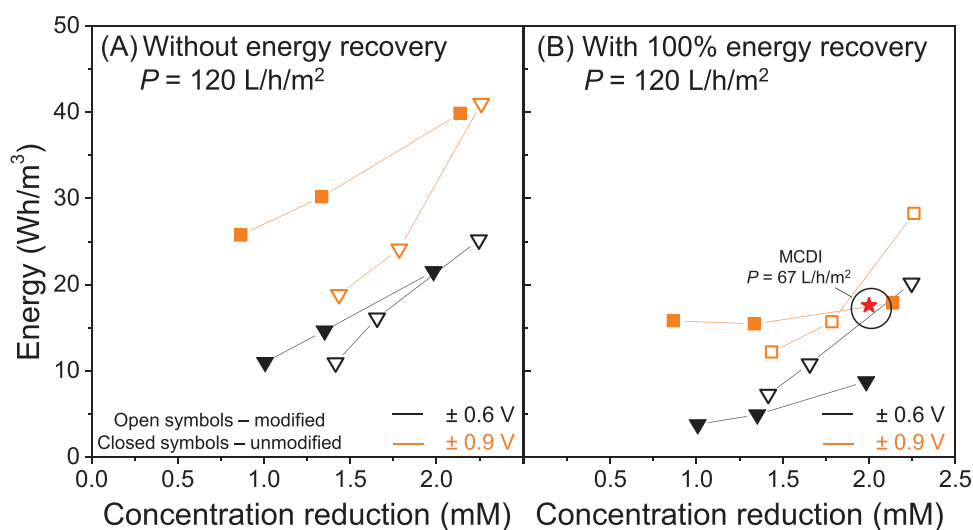 (A) Without energy recovery
P = 120 L/h/m²
(B) With 100% energy recovery
P = 120 L/h/m²
Energy (Wh/m³)
50
40
30
20
10
0
MCDI
P = 67 L/h/m²
Open symbols – modified
Closed symbols – unmodified
± 0.6 V
± 0.9 V
± 0.6 V
± 0.9 V
0.0 0.5 1.0 1.5 2.0
0.5 1.0 1.5 2.0 2.5
Concentration reduction (mM)
Concentration reduction (mM)